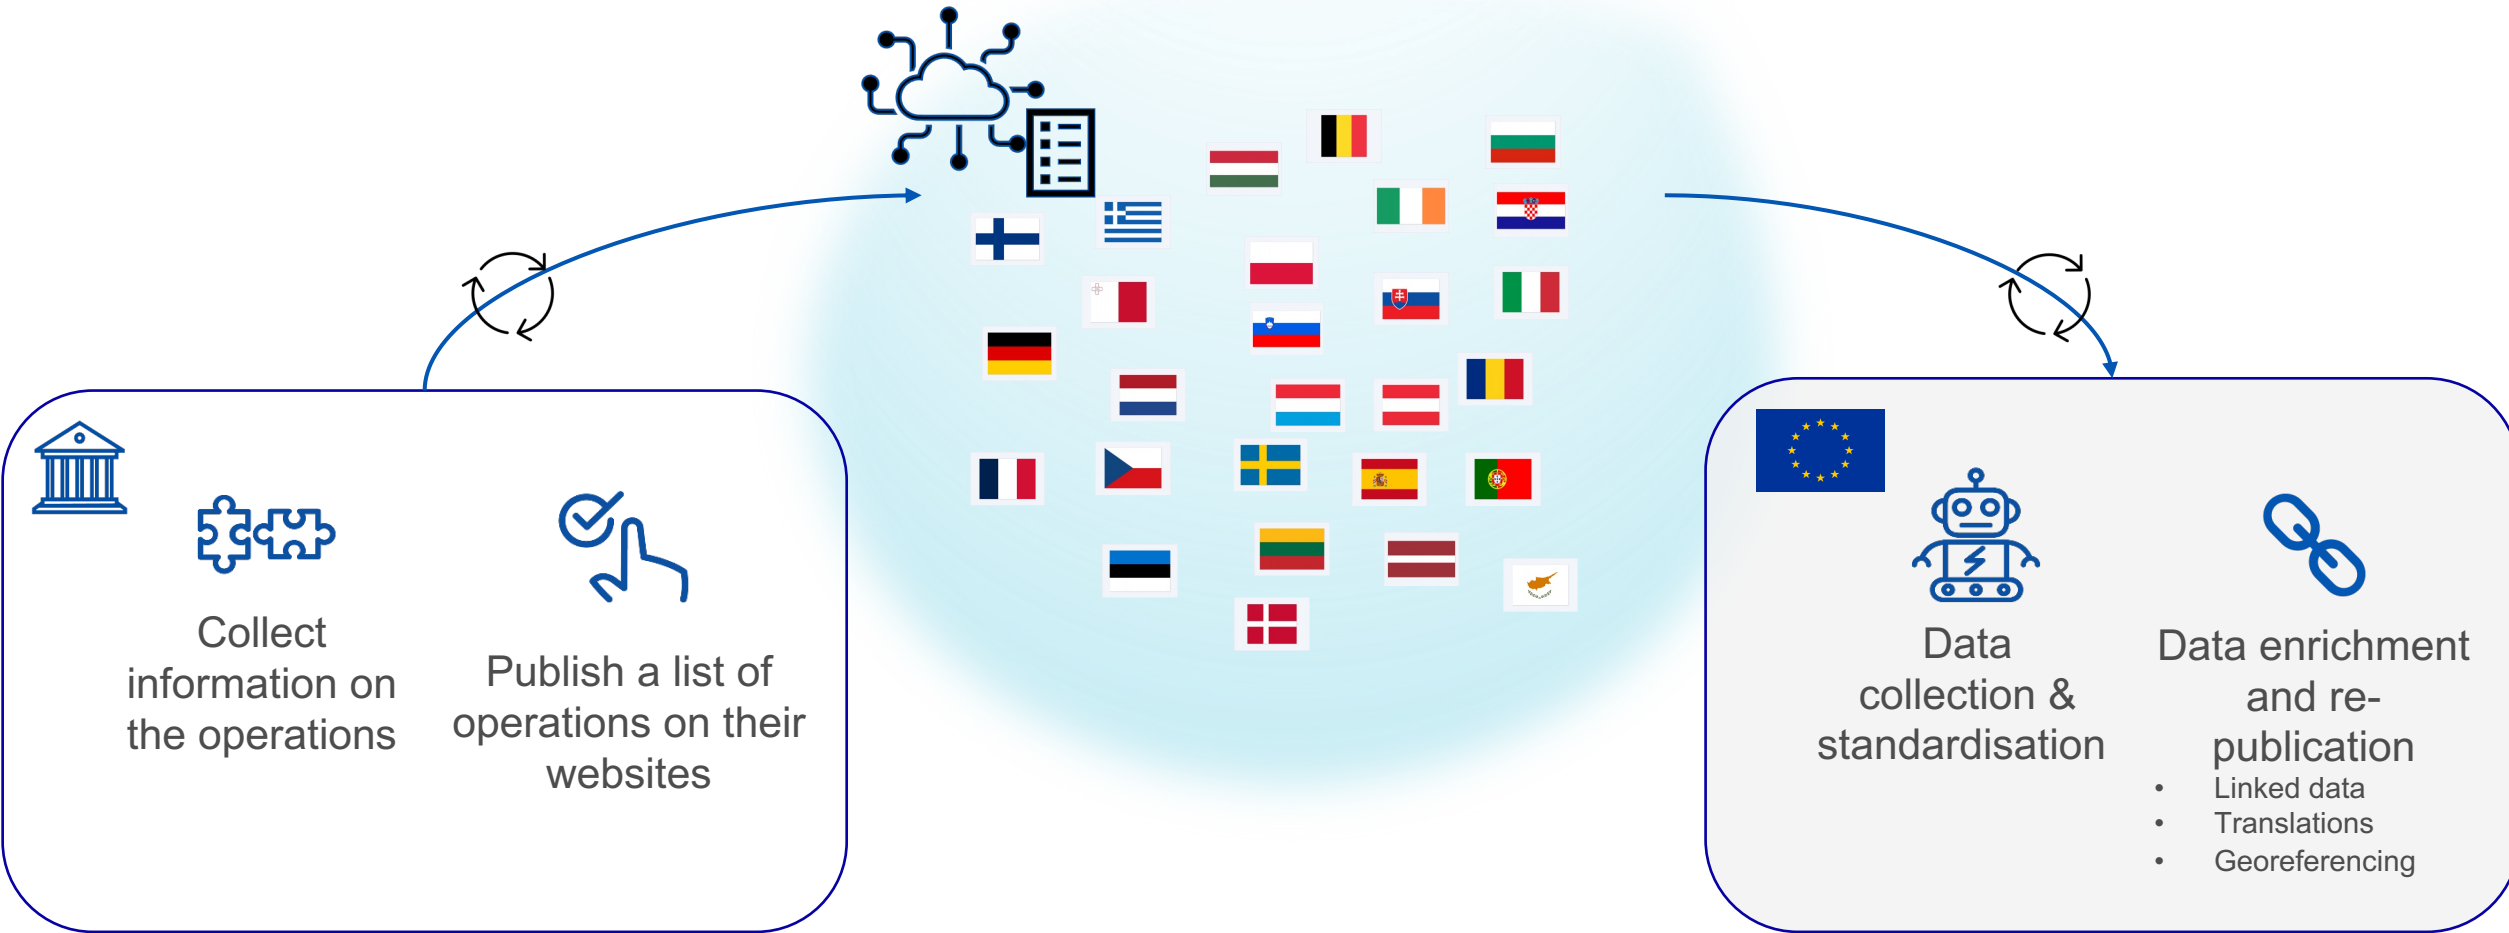 Collect
information on
the operations
Publish a list of
operations on their
websites
Data
collection &
standardisation
Data enrichment
and re-
publication
• Linked data
• Translations
• Georeferencing